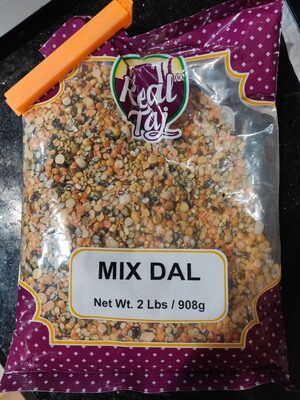 Real
Taj
MIX DAL
Net Wt. 2 Lbs / 908g